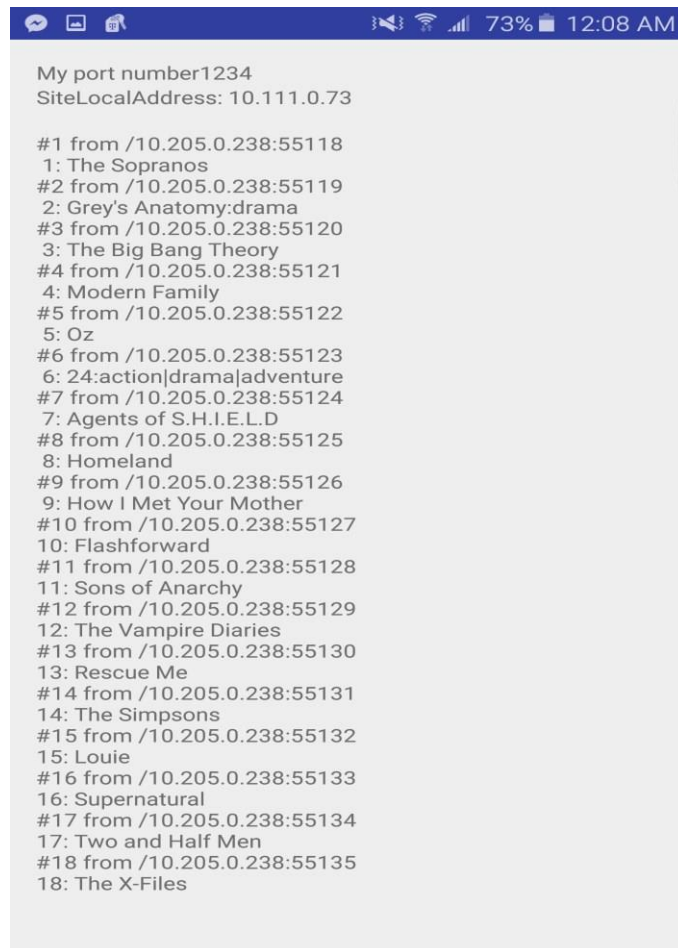 73% 12:08 AM
My port number1234
SiteLocalAddress: 10.111.0.73
#1 from /10.205.0.238:55118
1: The Sopranos
#2 from /10.205.0.238:55119
2: Grey's Anatomy:drama
#3 from /10.205.0.238:55120
3: The Big Bang Theory
#4 from /10.205.0.238:55121
4: Modern Family
#5 from /10.205.0.238:55122
5: Oz
#6 from /10.205.0.238:55123
6: 24:action|drama|adventure
#7 from /10.205.0.238:55124
7: Agents of S.H.I.E.L.D
#8 from /10.205.0.238:55125
8: Homeland
#9 from /10.205.0.238:55126
9: How I Met Your Mother
#10 from /10.205.0.238:55127
10: Flashforward
#11 from /10.205.0.238:55128
11: Sons of Anarchy
#12 from /10.205.0.238:55129
12: The Vampire Diaries
#13 from /10.205.0.238:55130
13: Rescue Me
#14 from /10.205.0.238:55131
14: The Simpsons
#15 from /10.205.0.238:55132
15: Louie
#16 from /10.205.0.238:55133
16: Supernatural
#17 from /10.205.0.238:55134
17: Two and Half Men
#18 from /10.205.0.238:55135
18: The X-Files